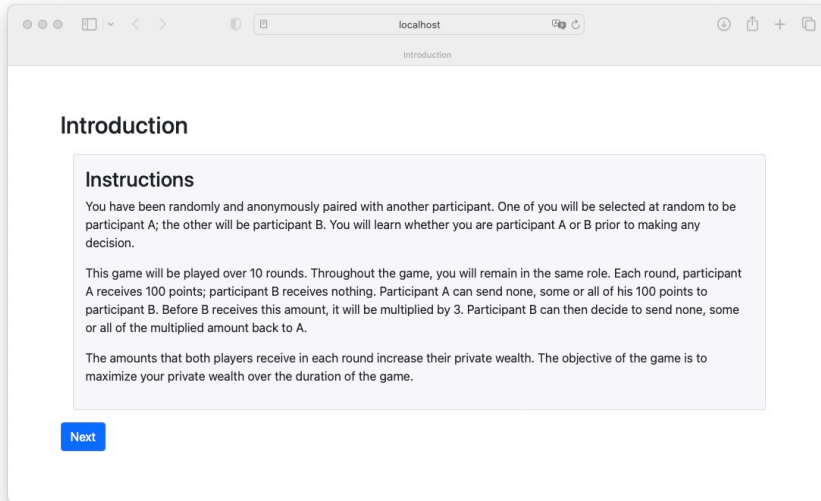 localhost
Introduction
Introduction
Instructions
You have been randomly and anonymously paired with another participant. One of you will be selected at random to be
participant A; the other will be participant B. You will learn whether you are participant A or B prior to making any
decision.
This game will be played over 10 rounds. Throughout the game, you will remain in the same role. Each round, participant
A receives 100 points; participant B receives nothing. Participant A can send none, some or all of his 100 points to
participant B. Before B receives this amount, it will be multiplied by 3. Participant B can then decide to send none, some
or all of the multiplied amount back to A.
The amounts that both players receive in each round increase their private wealth. The objective of the game is to
maximize your private wealth over the duration of the game.
Next